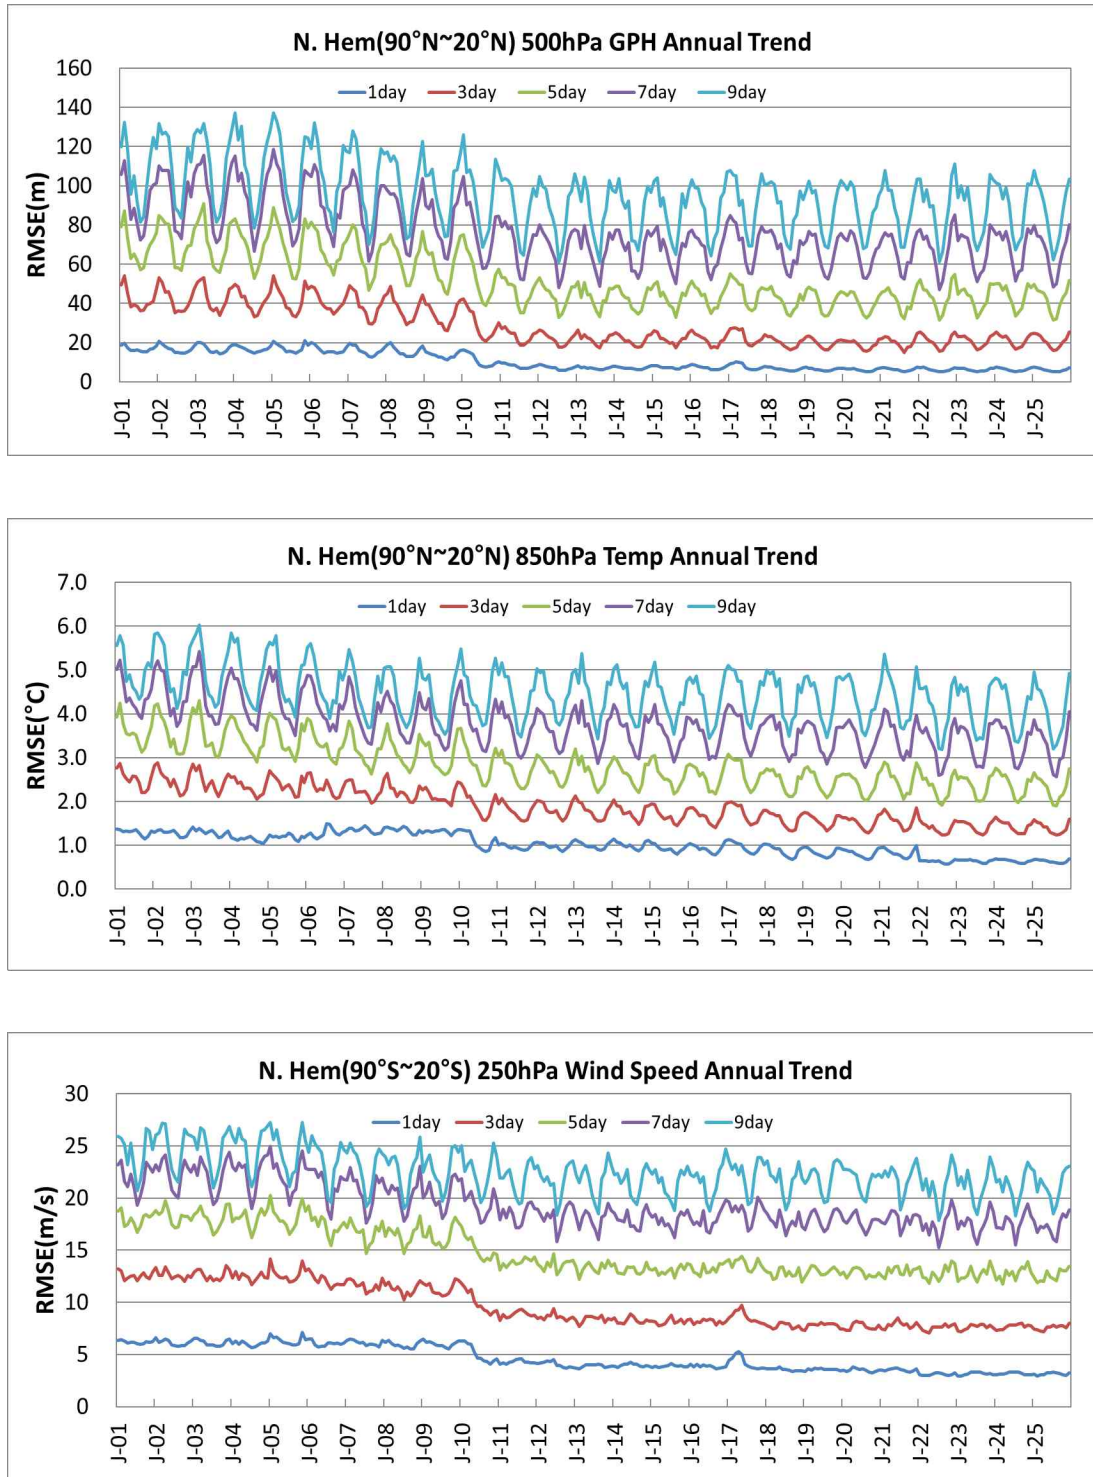 N. Hem(90°N~20°N) 500hPa GPH Annual Trend
1day 3day 5day 7day 9day
RMSE(m)
160
140
120
100
80
60
40
20
0
J-01 J-02 J-03 J-04 J-05 J-06 J-07 J-08 J-09 J-10 J-11 J-12 J-13 J-14 J-15 J-16 J-17 J-18 J-19 J-20 J-21 J-22 J-23 J-24 J-25
N. Hem(90°N~20°N) 850hPa Temp Annual Trend
1day 3day 5day 7day 9day
RMSE(°C)
7.0
6.0
5.0
4.0
3.0
2.0
1.0
0.0
J-01 J-02 J-03 J-04 J-05 J-06 J-07 J-08 J-09 J-10 J-11 J-12 J-13 J-14 J-15 J-16 J-17 J-18 J-19 J-20 J-21 J-22 J-23 J-24 J-25
N. Hem(90°S~20°S) 250hPa Wind Speed Annual Trend
1day 3day 5day 7day 9day
RMSE(m/s)
30
25
20
15
10
5
0
J-01 J-02 J-03 J-04 J-05 J-06 J-07 J-08 J-09 J-10 J-11 J-12 J-13 J-14 J-15 J-16 J-17 J-18 J-19 J-20 J-21 J-22 J-23 J-24 J-25